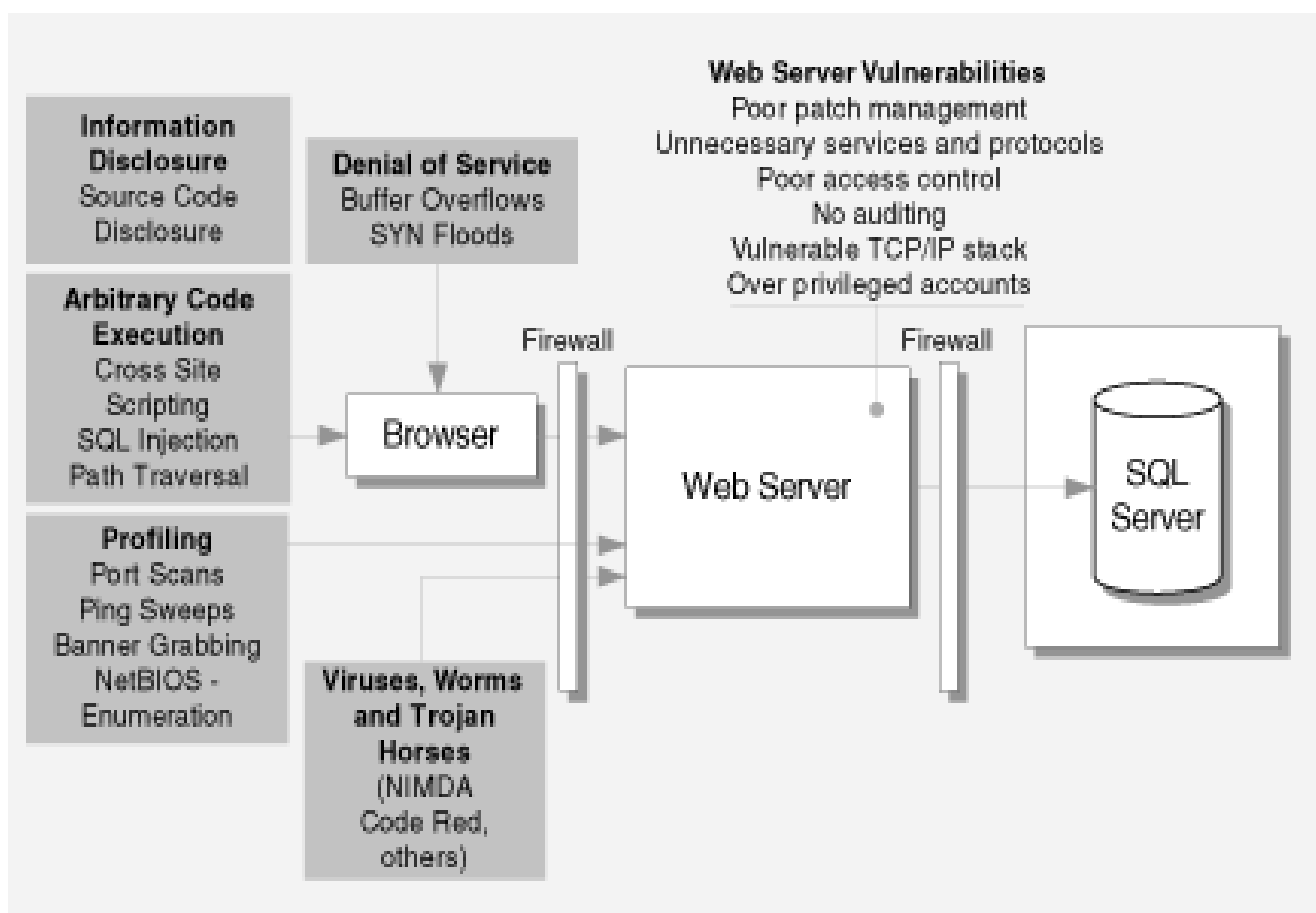 Information
Disclosure
Source Code
Disclosure
Arbitrary Code
Execution
Cross Site
Scripting
SQL Injection
Path Traversal
Profiling
Port Scans
Ping Sweeps
Banner Grabbing
NetBIOS -
Enumeration
Denial of Service
Buffer Overflows
SYN Floods
Browser
Viruses, Worms
and Trojan
Horses
(NIMDA
Code Red,
others)
Firewall
Web Server Vulnerabilities
Poor patch management
Unnecessary services and protocols
Poor access control
No auditing
Vulnerable TCP/IP stack
Over privileged accounts
Web Server
Firewall
SQL
Server